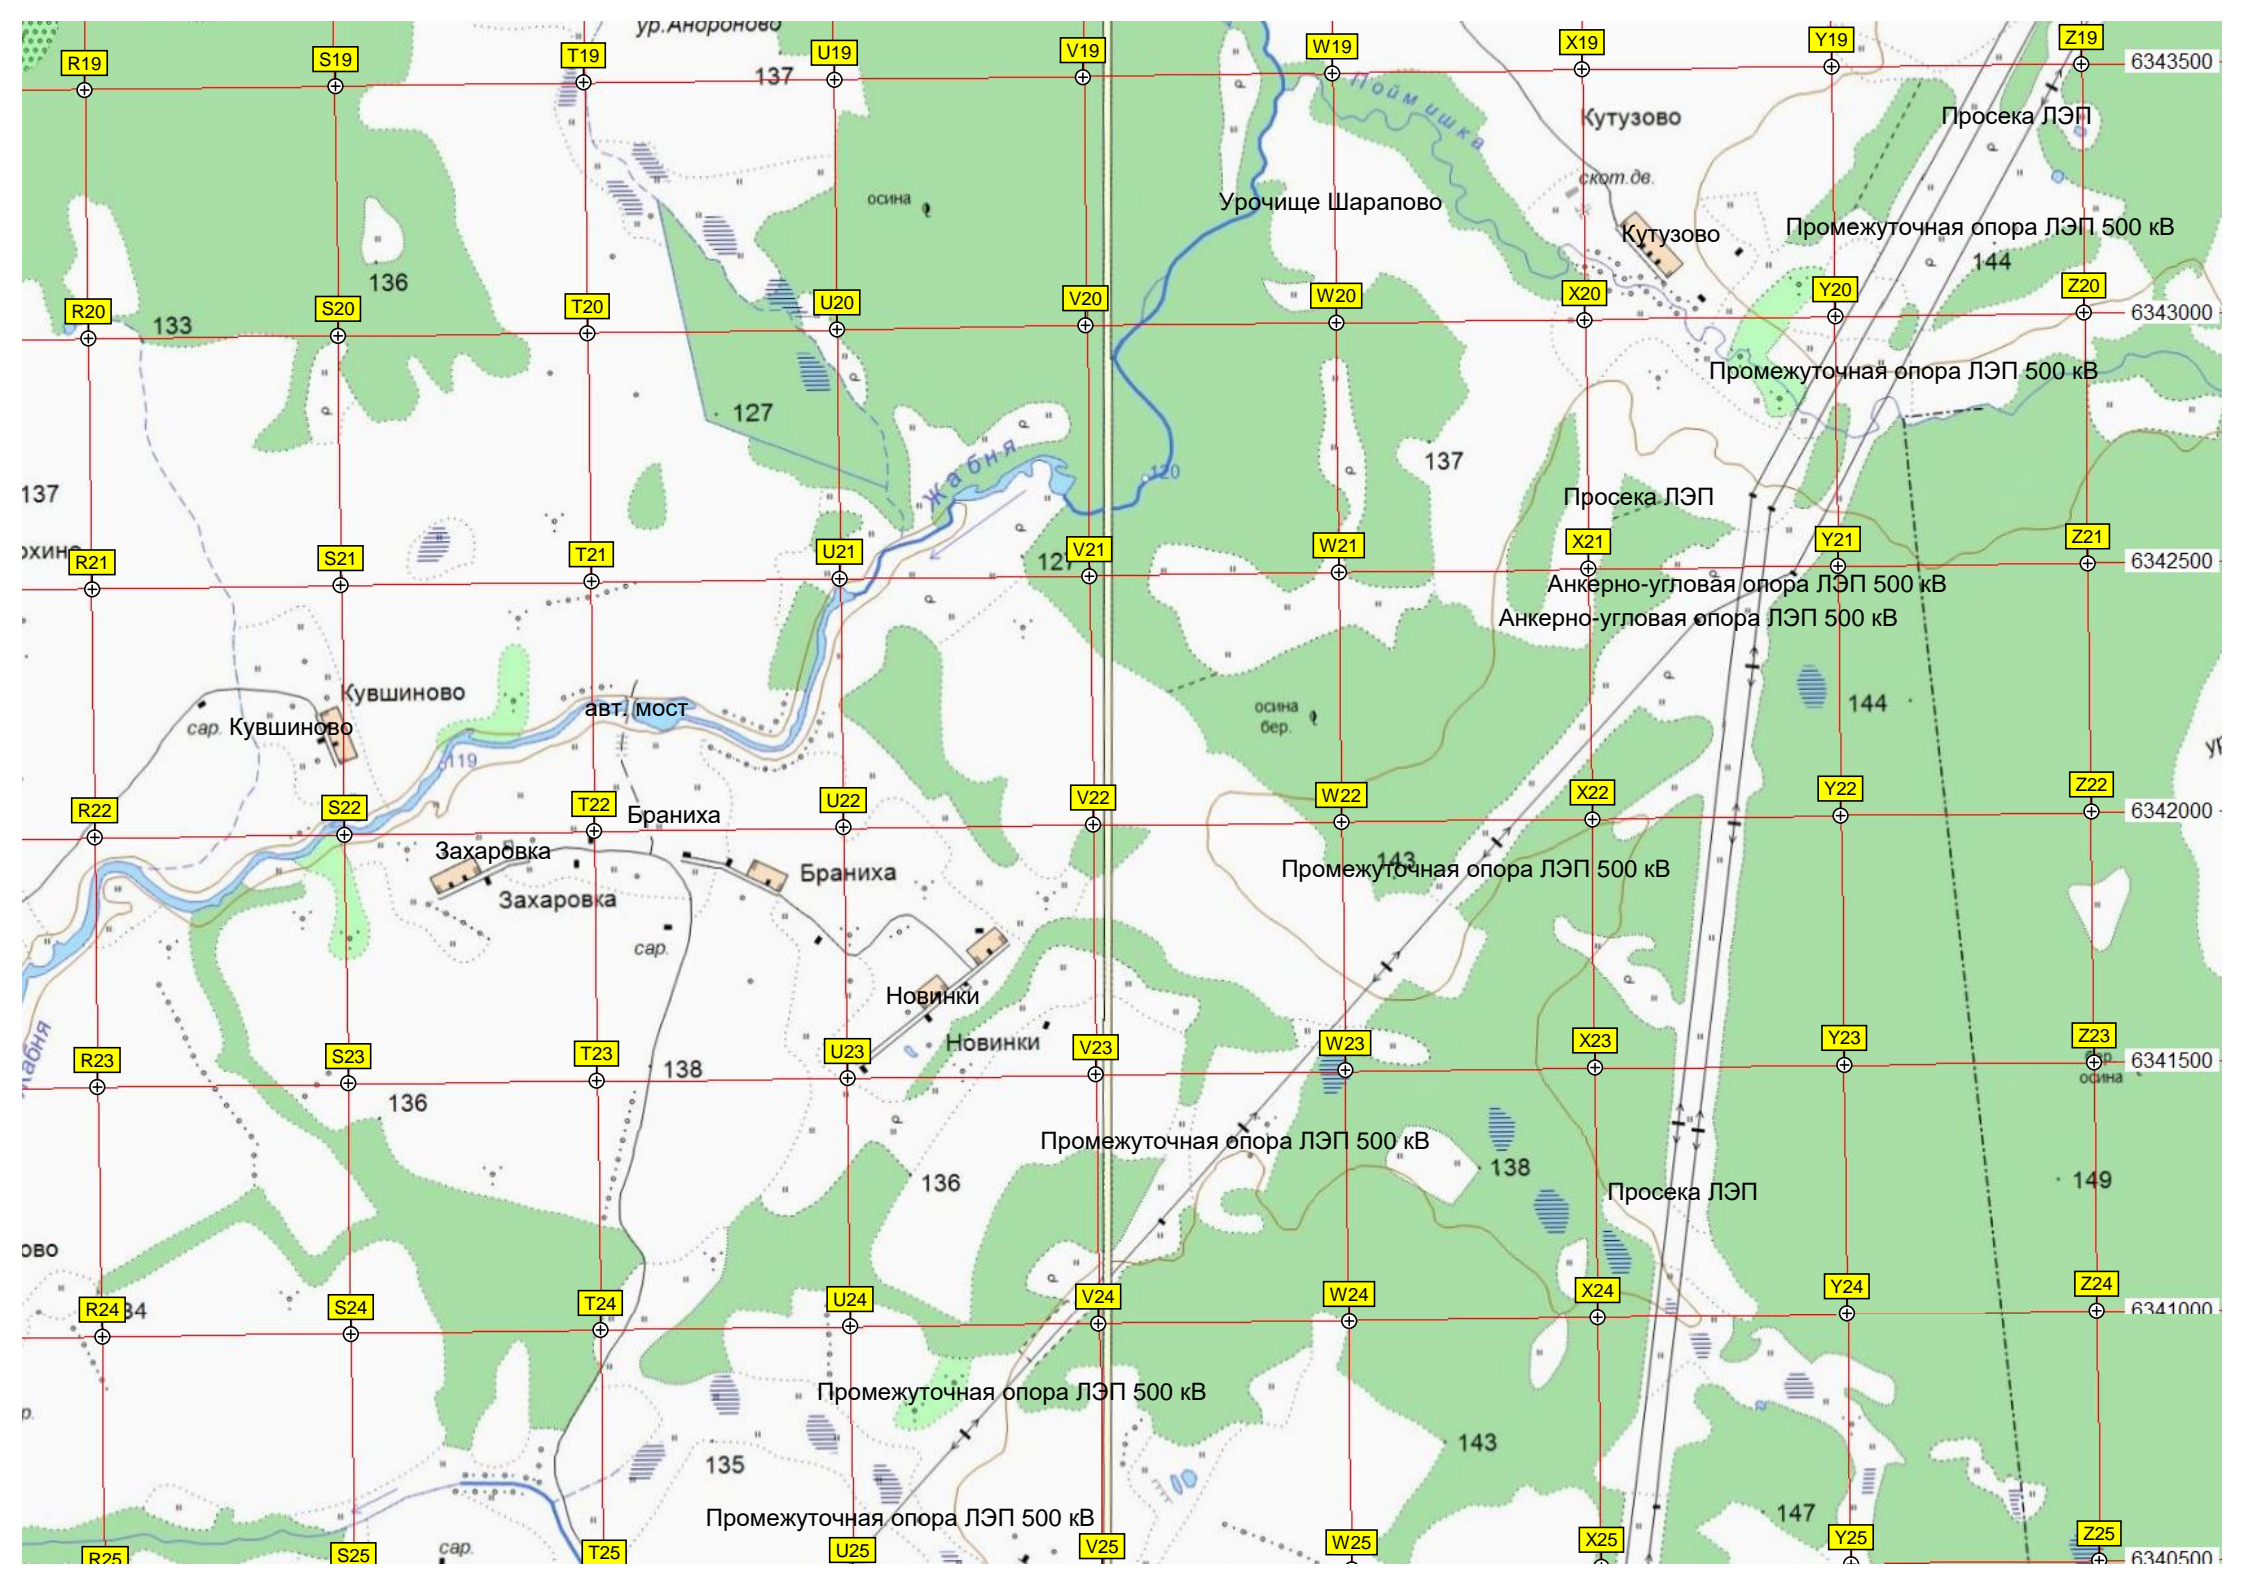 ур.Андроново
R19
S19
T19
137
U19
V19
W19
X19
Y19
Z19
6343500
Поймишка
Кутузово
Просека ЛЭП
скот.дв.
осина
Урочище Шарапово
Кутузово
Промежуточная опора ЛЭП 500 кВ
144
136
R20
133
S20
T20
U20
V20
W20
X20
Y20
Z20
6343000
Промежуточная опора ЛЭП 500 кВ
127
Жабня
137
120
137
Просека ЛЭП
R21
S21
T21
U21
127
V21
W21
X21
Y21
Z21
6342500
Анкерно-угловая опора ЛЭП 500 кВ
Анкерно-угловая опора ЛЭП 500 кВ
Кувшиново
144
сар.
Кувшиново
авт. мост
осина
бер.
119
ур
R22
S22
T22
Браниха
U22
V22
W22
X22
Y22
Z22
6342000
Захаровка
143
Промежуточная опора ЛЭП 500 кВ
Браниха
Захаровка
сар.
Новинки
Новинки
Жабня
R23
S23
T23
138
U23
V23
W23
X23
Y23
Z23
6341500
бер.
осина
136
Промежуточная опора ЛЭП 500 кВ
136
138
Просека ЛЭП
149
ово
R24
34
S24
T24
U24
V24
W24
X24
Y24
Z24
6341000
Промежуточная опора ЛЭП 500 кВ
р.
135
143
Промежуточная опора ЛЭП 500 кВ
147
сар.
R25
S25
T25
U25
V25
W25
X25
Y25
Z25
6340500